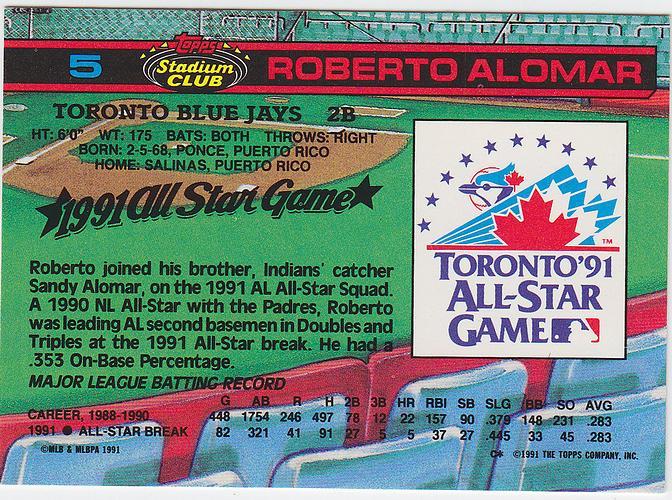 5
Topps
Stadium
CLUB
ROBERTO ALOMAR
TORONTO BLUE JAYS 2B
HT: 6'0" WT: 175 BATS: BOTH THROWS: RIGHT
BORN: 2-5-68, PONCE, PUERTO RICO
HOME: SALINAS, PUERTO RICO
1991 All Star Game
TM
TORONTO '91
ALL-STAR
GAME
Roberto joined his brother, Indians' catcher
Sandy Alomar, on the 1991 AL All-Star Squad.
A 1990 NL All-Star with the Padres, Roberto
was leading AL second basemen in Doubles and
Triples at the 1991 All-Star break. He had a
.353 On-Base Percentage.
MAJOR LEAGUE BATTING RECORD
G AB R H 2B 3B HR RBI SB SLG BB SO AVG
CAREER, 1988-1990 448 1754 246 497 78 12 22 157 90 .379 148 231 .283
1991 ● ALL-STAR BREAK 82 321 41 91 27 5 5 37 27 .445 33 45 .283
©MLB & MLBPA 1991
C* ©1991 THE TOPPS COMPANY, INC.